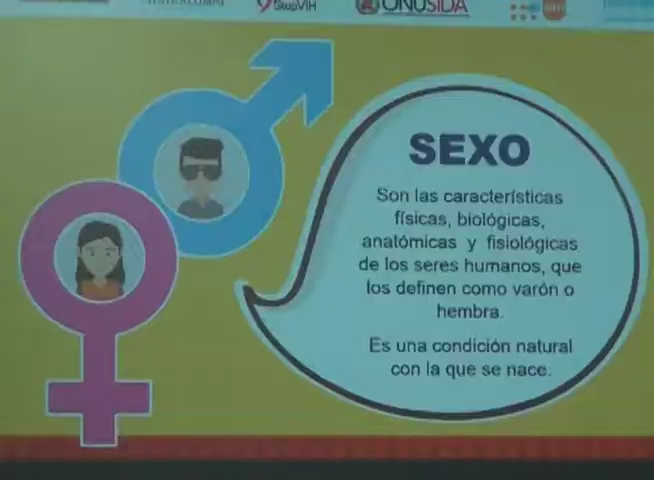 StopVIH
ONUSIDA
SEXO
Son las características
físicas, biológicas,
anatómicas y fisiológicas
de los seres humanos, que
los definen como varón o
hembra.
Es una condición natural
con la que se nace.